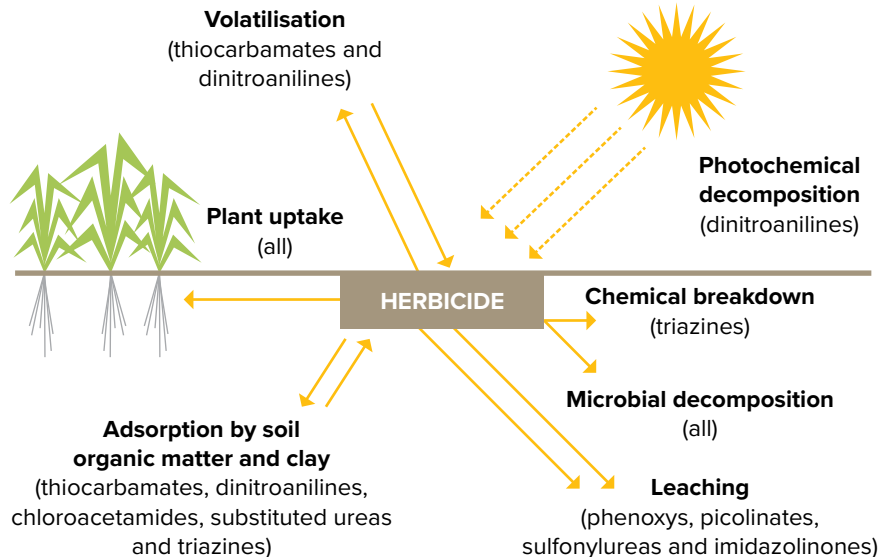 Volatilisation
(thiocarbamates and
dinitroanilines)
Photochemical
decomposition
(dinitroanilines)
Plant uptake
(all)
HERBICIDE
Chemical breakdown
(triazines)
Microbial decomposition
(all)
Adsorption by soil
organic matter and clay
(thiocarbamates, dinitroanilines,
chloroacetamides, substituted ureas
and triazines)
Leaching
(phenoxys, picolinates,
sulfonylureas and imidazolinones)